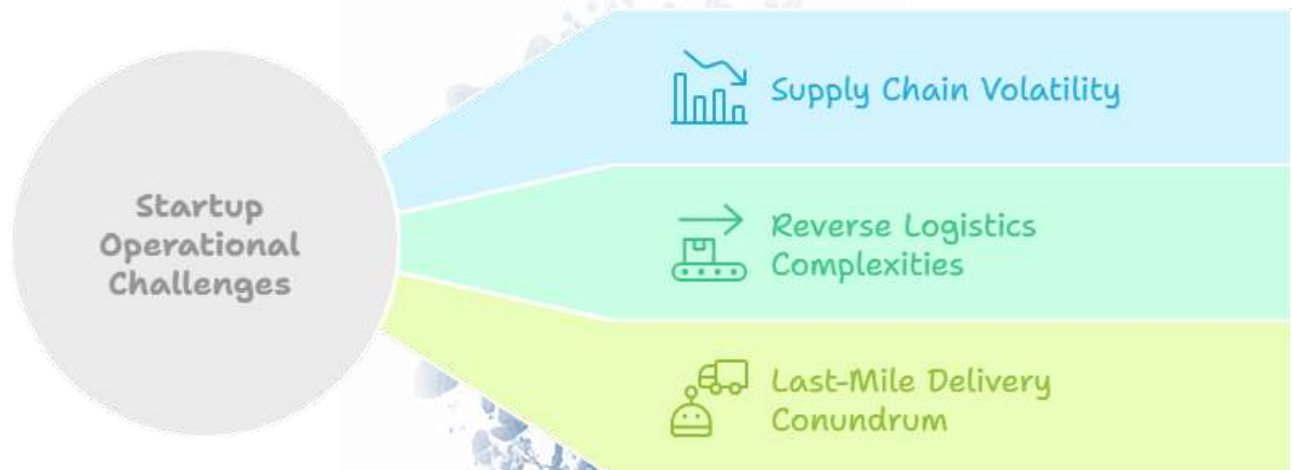 Startup
Operational
Challenges
Supply Chain Volatility
Reverse Logistics
Complexities
Last-Mile Delivery
Conundrum